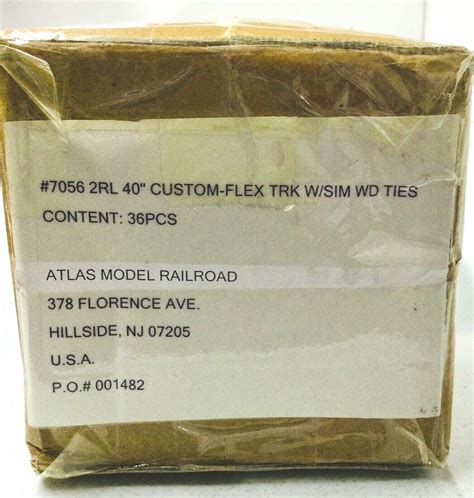 #7056 2RL 40" CUSTOM-FLEX TRK W/SIM WD TIES
CONTENT: 36PCS
ATLAS MODEL RAILROAD
378 FLORENCE AVE.
HILLSIDE, NJ 07205
U.S.A.
P.O.# 001482